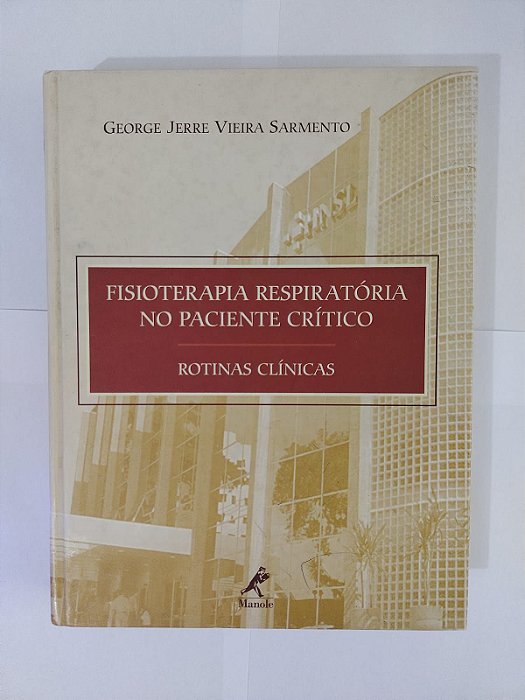 GEORGE JERRE VIEIRA SARMENTO
FISIOTERAPIA RESPIRATÓRIA
NO PACIENTE CRÍTICO
ROTINAS CLÍNICAS
Manole